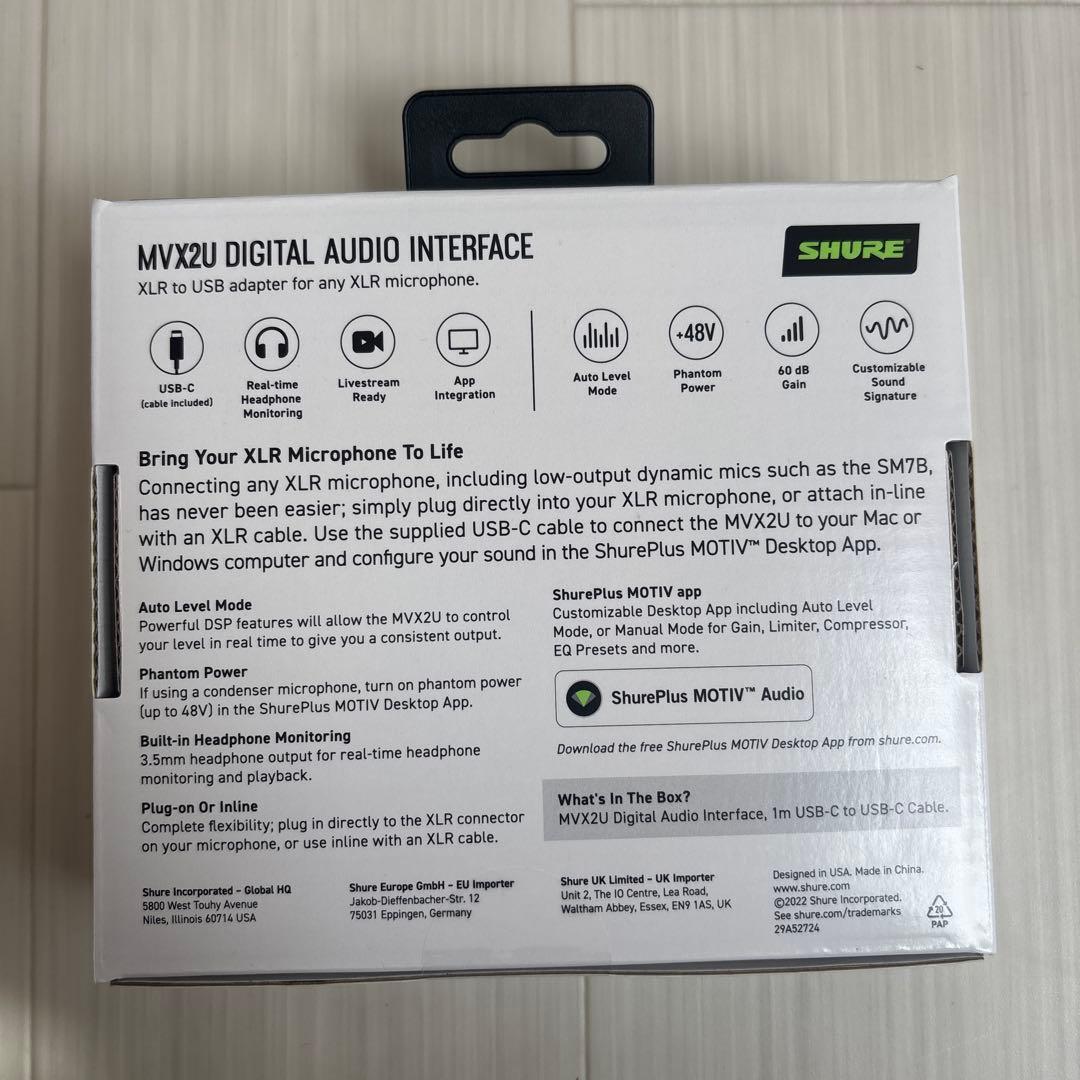 MVX2U DIGITAL AUDIO INTERFACE
XLR to USB adapter for any XLR microphone.
SHURE
USB-C
(cable included)
Real-time
Headphone
Monitoring
Livestream
Ready
App
Integration
Auto Level
Mode
+48V
Phantom
Power
60 dB
Gain
Customizable
Sound
Signature
Bring Your XLR Microphone To Life
Connecting any XLR microphone, including low-output dynamic mics such as the SM7B,
has never been easier; simply plug directly into your XLR microphone, or attach in-line
with an XLR cable. Use the supplied USB-C cable to connect the MVX2U to your Mac or
Windows computer and configure your sound in the ShurePlus MOTIV™ Desktop App.
Auto Level Mode
Powerful DSP features will allow the MVX2U to control
your level in real time to give you a consistent output.
Phantom Power
If using a condenser microphone, turn on phantom power
(up to 48V) in the ShurePlus MOTIV Desktop App.
Built-in Headphone Monitoring
3.5mm headphone output for real-time headphone
monitoring and playback.
Plug-on Or Inline
Complete flexibility; plug in directly to the XLR connector
on your microphone, or use inline with an XLR cable.
ShurePlus MOTIV app
Customizable Desktop App including Auto Level
Mode, or Manual Mode for Gain, Limiter, Compressor,
EQ Presets and more.
ShurePlus MOTIV™ Audio
Download the free ShurePlus MOTIV Desktop App from shure.com.
What's In The Box?
MVX2U Digital Audio Interface, 1m USB-C to USB-C Cable.
Shure Incorporated – Global HQ
5800 West Touhy Avenue
Niles, Illinois 60714 USA
Shure Europe GmbH – EU Importer
Jakob-Dieffenbacher-Str. 12
75031 Eppingen, Germany
Shure UK Limited – UK Importer
Unit 2, The IO Centre, Lea Road,
Waltham Abbey, Essex, EN9 1AS, UK
Designed in USA. Made in China.
www.shure.com
©2022 Shure Incorporated.
See shure.com/trademarks
29A52724
20
PAP